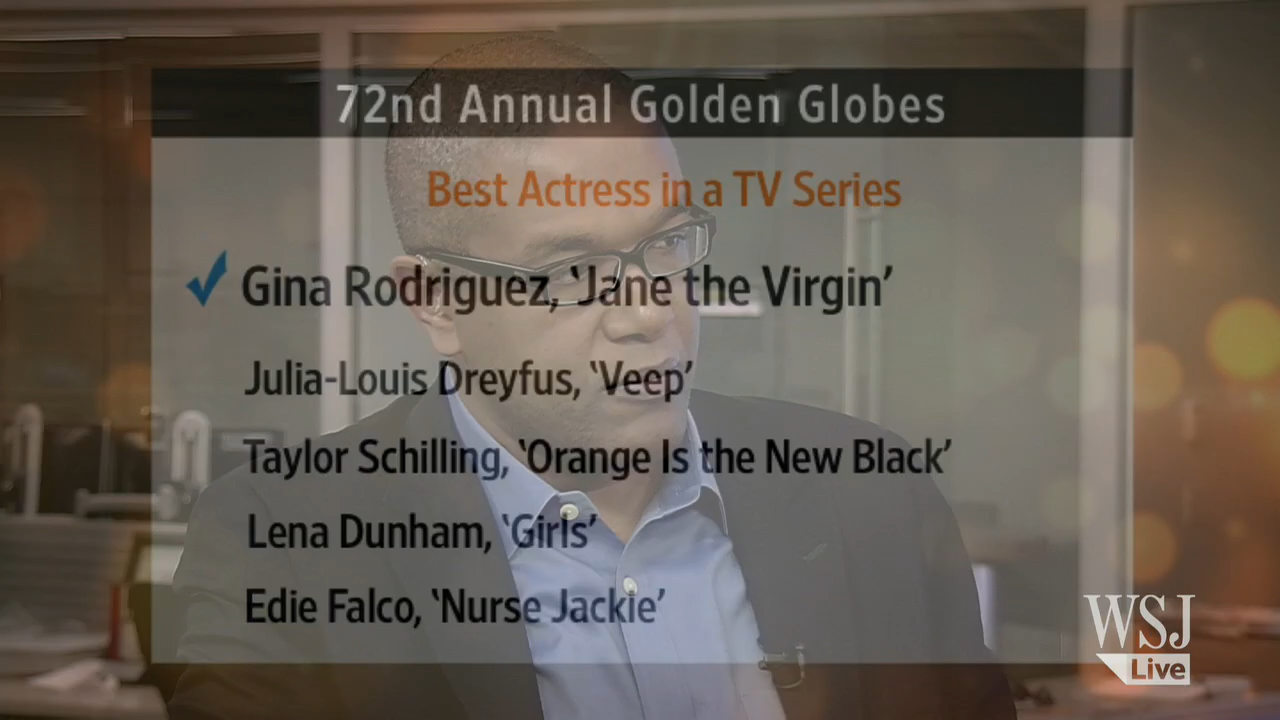 72nd Annual Golden Globes
Best Actress in a TV Series
Gina Rodriguez, ‘Jane the Virgin’
Julia-Louis Dreyfus, ‘Veep’
Taylor Schilling, ‘Orange Is the New Black’
Lena Dunham, ‘Girls’
Edie Falco, ‘Nurse Jackie’
WSJ
Live